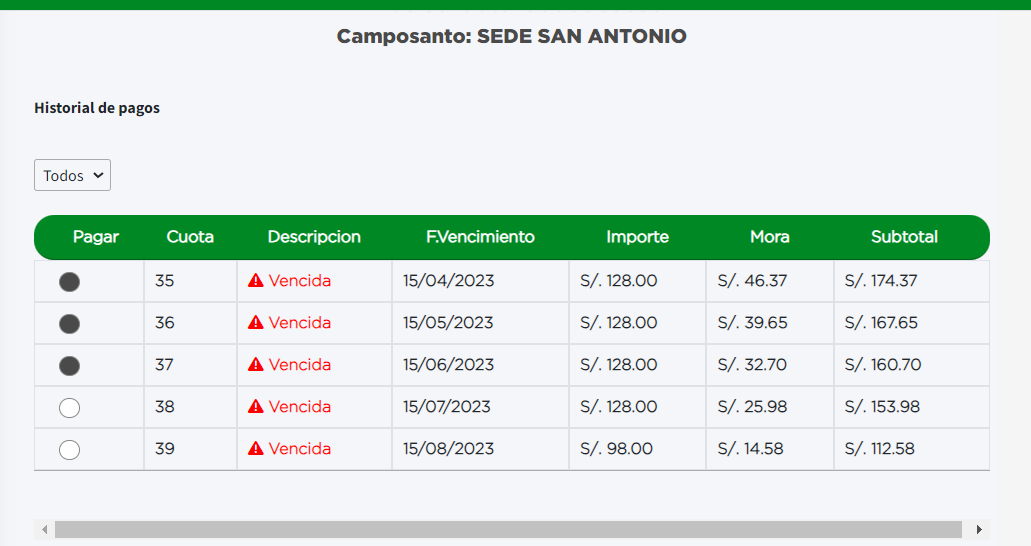 Camposanto: SEDE SAN ANTONIO
Historial de pagos
Todos
Pagar Cuota Descripcion F.Vencimiento Importe Mora Subtotal
35 Vencida 15/04/2023 S/. 128.00 S/. 46.37 S/. 174.37
36 Vencida 15/05/2023 S/. 128.00 S/. 39.65 S/. 167.65
37 Vencida 15/06/2023 S/. 128.00 S/. 32.70 S/. 160.70
38 Vencida 15/07/2023 S/. 128.00 S/. 25.98 S/. 153.98
39 Vencida 15/08/2023 S/. 98.00 S/. 14.58 S/. 112.58